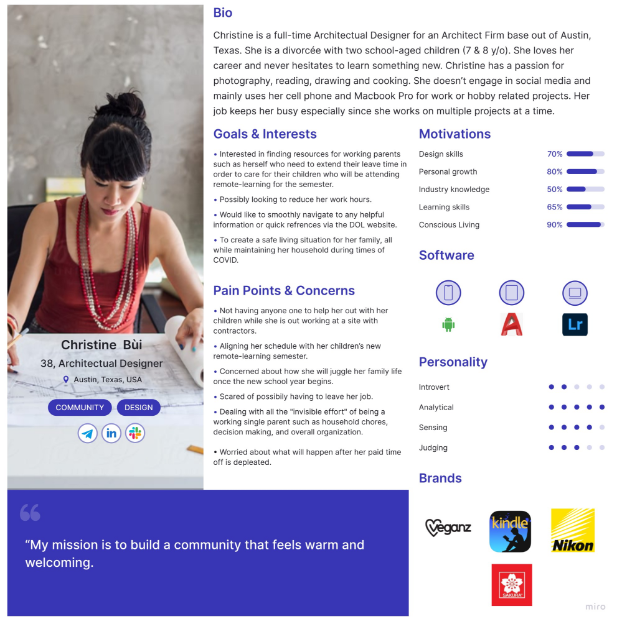 Bio
Christine is a full-time Architectual Designer for an Architect Firm base out of Austin,
Texas. She is a divorcée with two school-aged children (7 & 8 y/o). She loves her
career and never hesitates to learn something new. Christine has a passion for
photography, reading, drawing and cooking. She doesn't engage in social media and
mainly uses her cell phone and Macbook Pro for work or hobby related projects. Her
job keeps her busy especially since she works on multiple projects at a time.
Goals & Interests
• Interested in finding resources for working parents
such as herself who need to extend their leave time in
order to care for their children who will be attending
remote-learning for the semester.
• Possibly looking to reduce her work hours.
• Would like to smoothly navigate to any helpful
information or quick refrences via the DOL website.
• To create a safe living situation for her family, all
while maintaining her household during times of
COVID.
Pain Points & Concerns
• Not having anyone one to help her out with her
children while she is out working at a site with
contractors.
• Aligning her schedule with her children's new
remote-learning semester.
• Concerned about how she will juggle her family life
once the new school year begins.
• Scared of possibily having to leave her job.
• Dealing with all the "invisible effort" of being a
working single parent such as household chores,
decision making, and overall organization.
• Worried about what will happen after her paid time
off is depleated.
Motivations
Design skills 70%
Personal growth 80%
Industry knowledge 50%
Learning skills 65%
Conscious Living 90%
Software
A
Lr
Personality
Introvert
Analytical
Sensing
Judging
Brands
Veganz
kindle
Nikon
SAKURA
Christine Bùi
38, Architectual Designer
Austin, Texas, USA
COMMUNITY DESIGN
in
“
“My mission is to build a community that feels warm and
welcoming.
miro